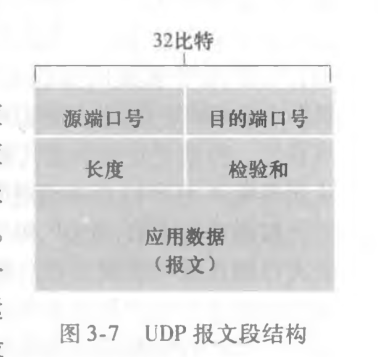 32比特
源端口号 目的端口号
长度 检验和
应用数据
（报文）
图 3-7 UDP 报文段结构